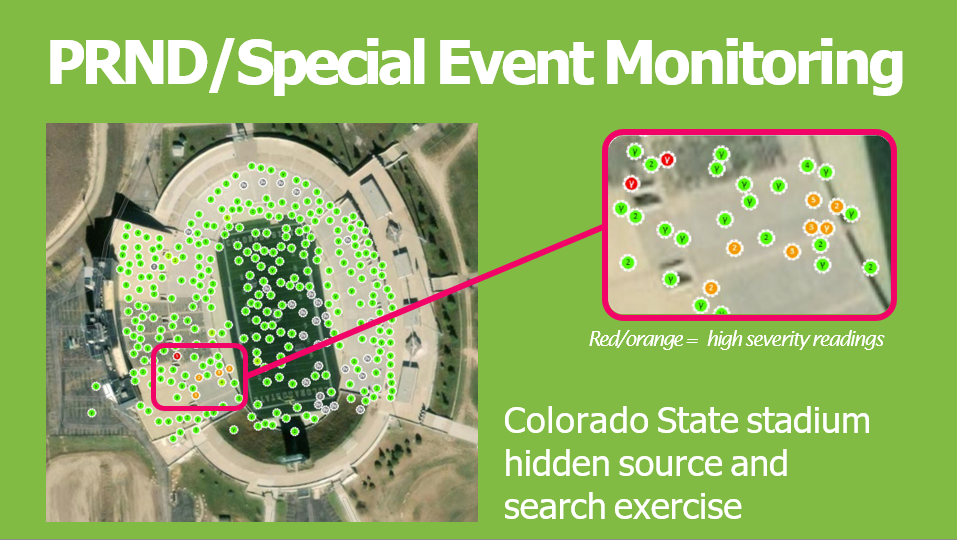 PRND/Special Event Monitoring
Red/orange = high severity readings
Colorado State stadium
hidden source and
search exercise